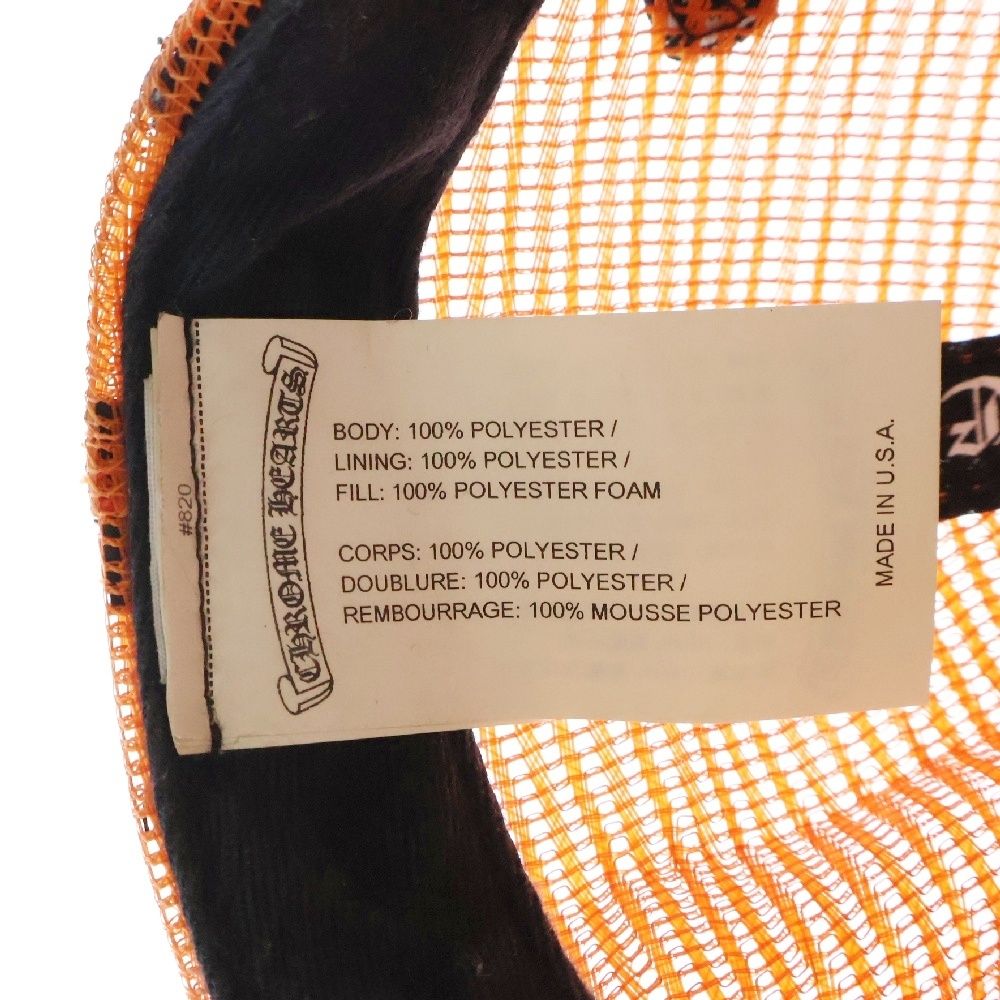 #820
CHROME HEARTS
BODY: 100% POLYESTER /
LINING: 100% POLYESTER /
FILL: 100% POLYESTER FOAM
CORPS: 100% POLYESTER /
DOUBLURE: 100% POLYESTER /
REMBOURRAGE: 100% MOUSSE POLYESTER
MADE IN U.S.A.